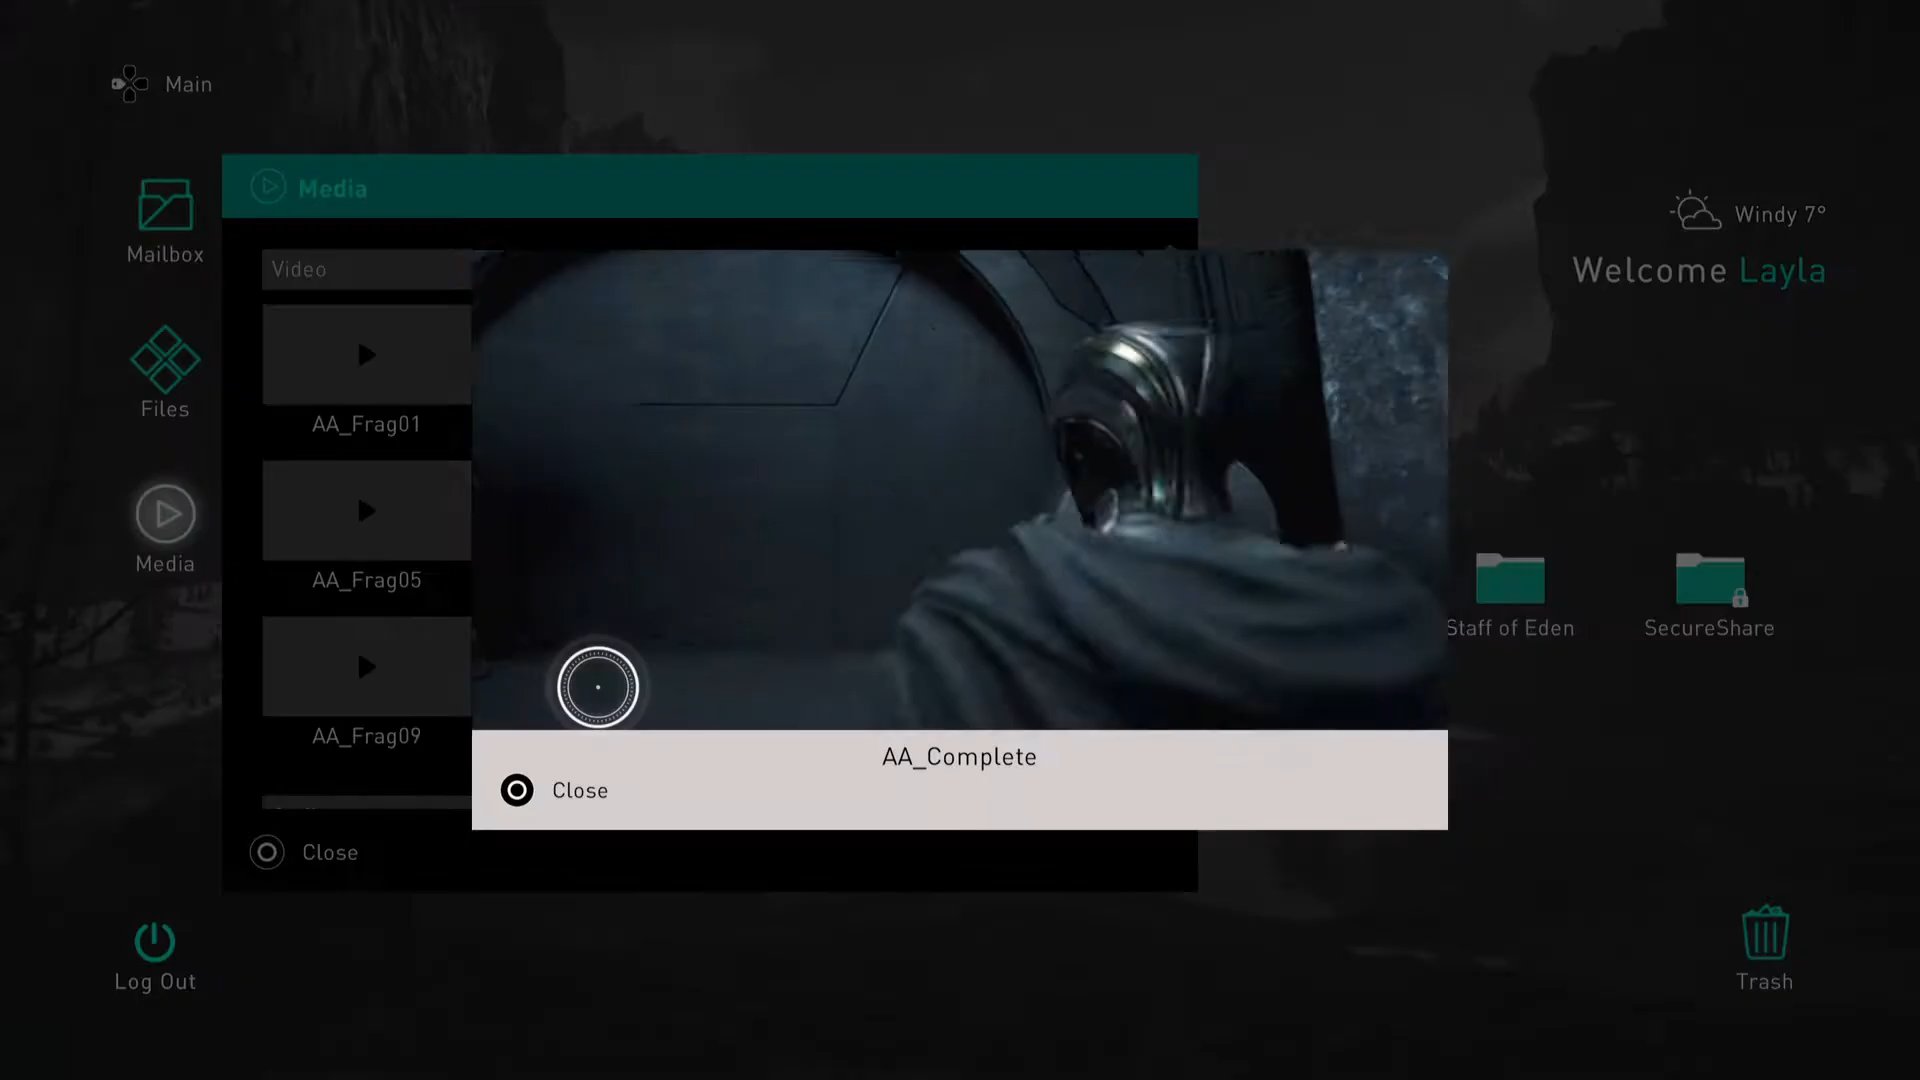 Main
Media
Mailbox
Video
Windy 7°
Welcome Layla
Files
AA_Frag01
Media
AA_Frag05
Staff of Eden
SecureShare
AA_Frag09
AA_Complete
Close
Close
Log Out
Trash